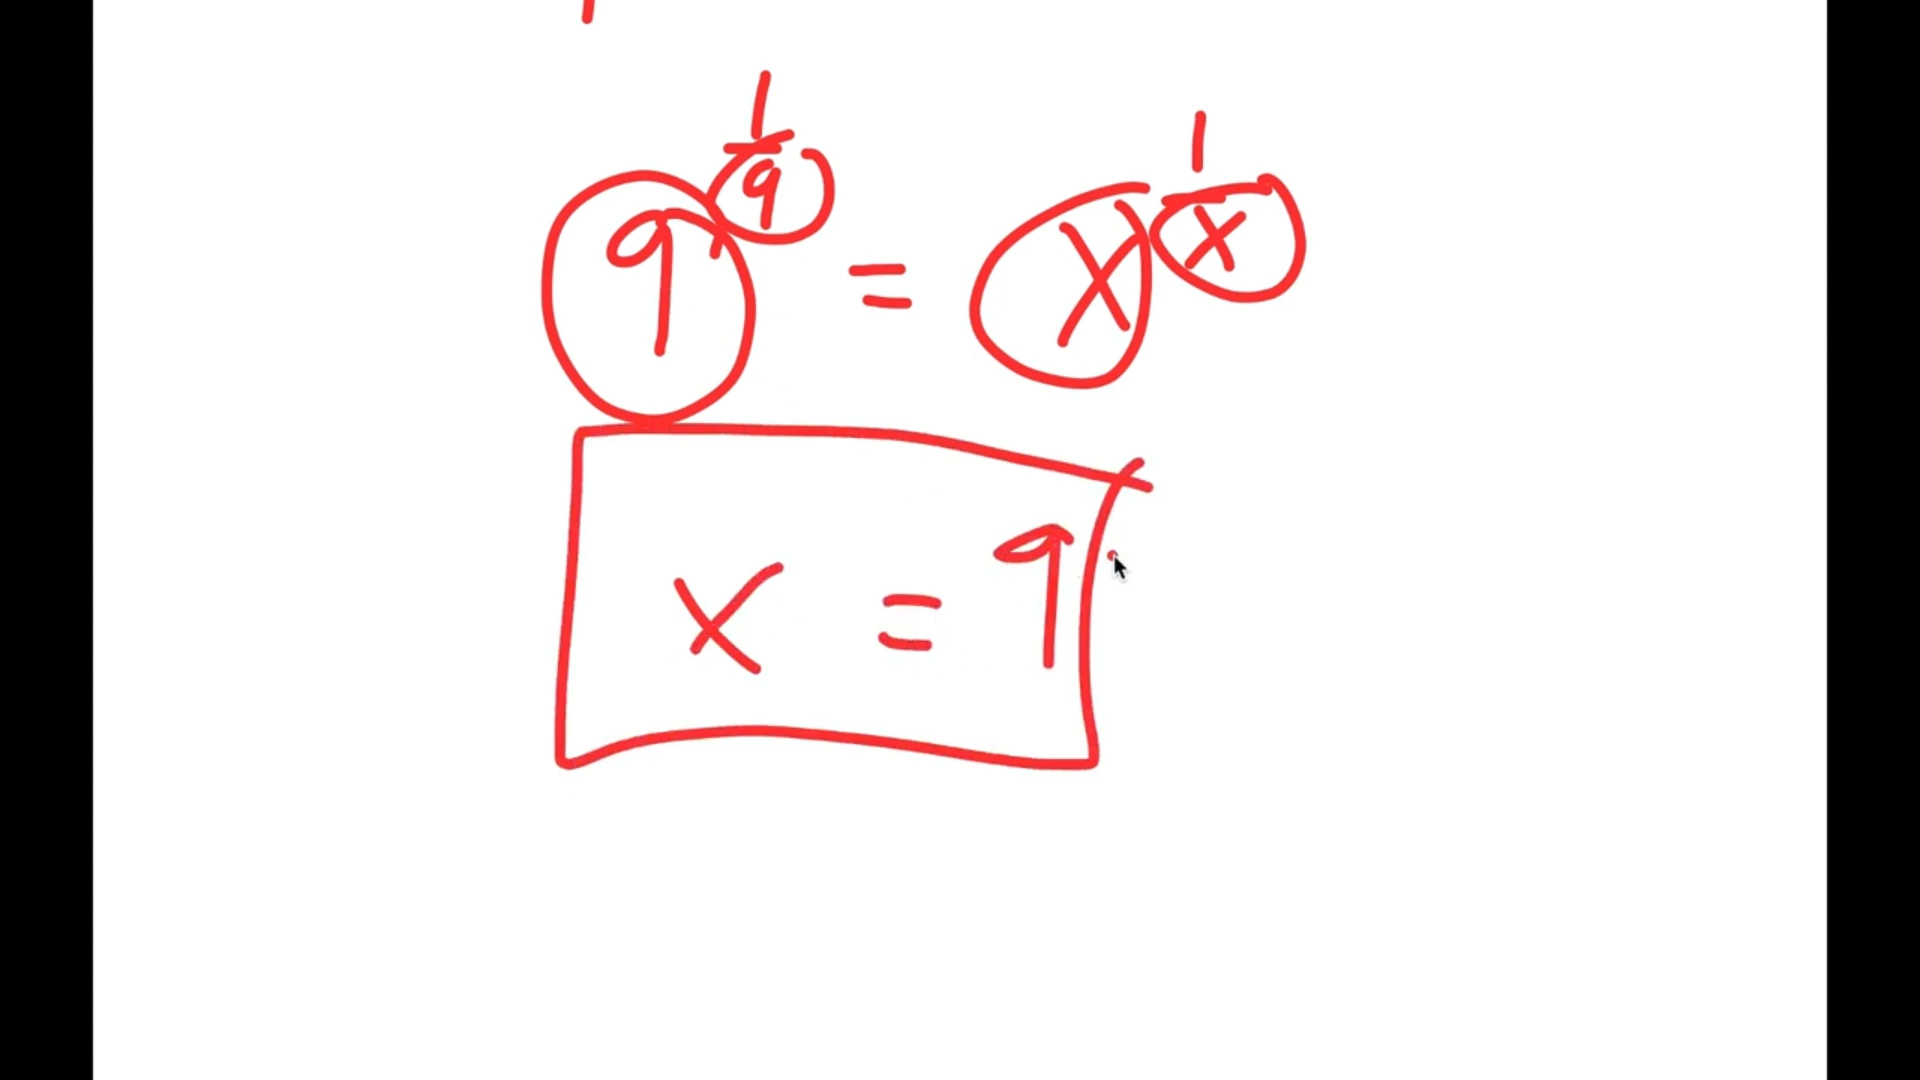 9^(1/9) = x^(1/x)
x = 9